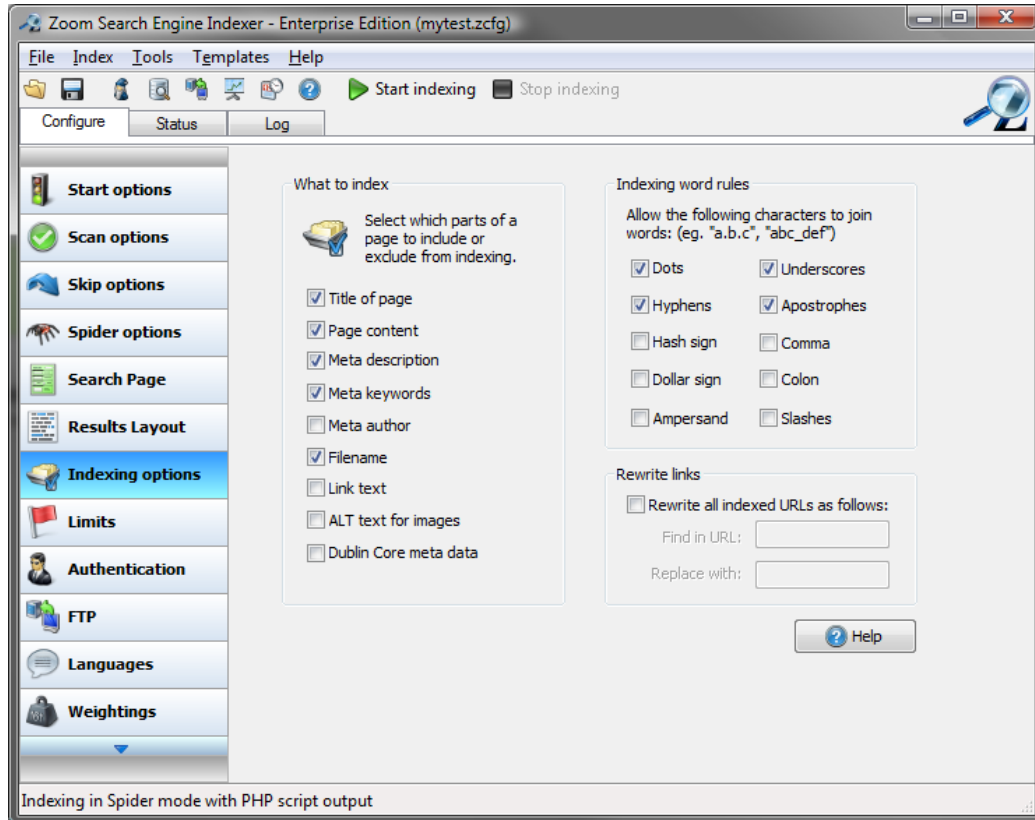 Zoom Search Engine Indexer - Enterprise Edition (mytest.zcfg)
File Index Tools Templates Help
Start indexing Stop indexing
Configure Status Log
Start options
Scan options
Skip options
Spider options
Search Page
Results Layout
Indexing options
Limits
Authentication
FTP
Languages
Weightings
What to index
Select which parts of a
page to include or
exclude from indexing.
Title of page
Page content
Meta description
Meta keywords
Meta author
Filename
Link text
ALT text for images
Dublin Core meta data
Indexing word rules
Allow the following characters to join
words: (eg. "a.b.c", "abc_def")
Dots Underscores
Hyphens Apostrophes
Hash sign Comma
Dollar sign Colon
Ampersand Slashes
Rewrite links
Rewrite all indexed URLs as follows:
Find in URL:
Replace with:
Help
Indexing in Spider mode with PHP script output